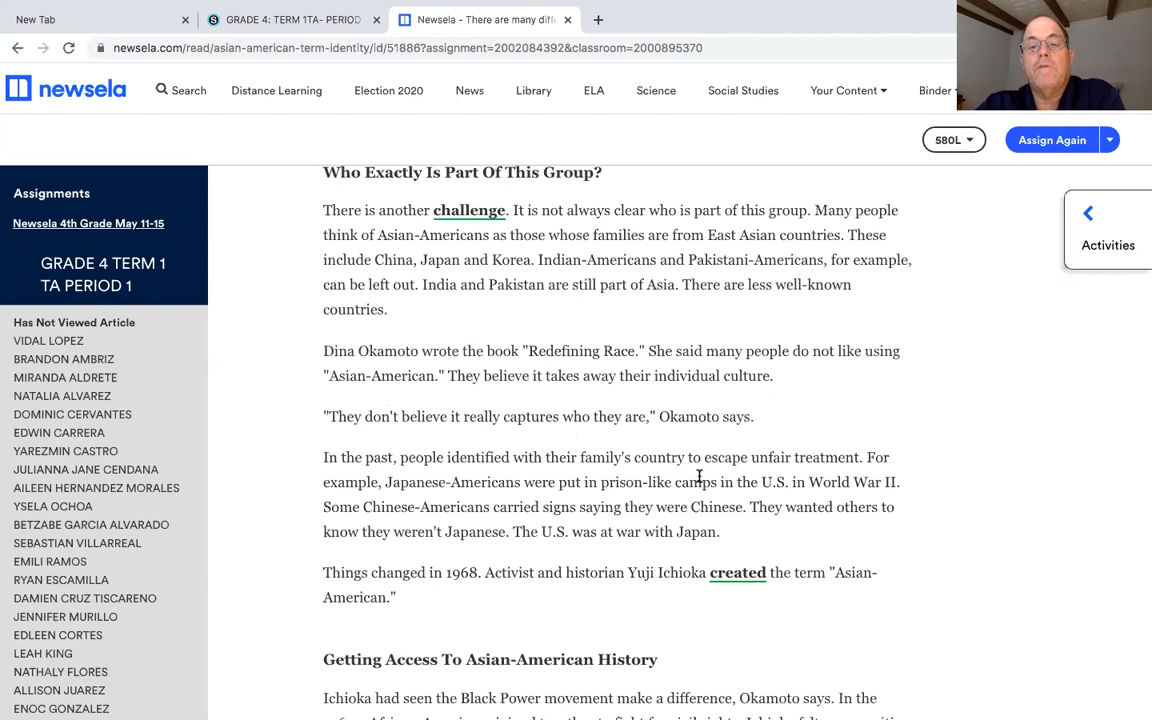 New Tab
GRADE 4: TERM 1TA- PERIOD
Newsela - There are many diff
newsela.com/read/asian-american-term-identity/id/51886?assignment=2002084392&classroom=2000895370
newsela Search Distance Learning Election 2020 News Library ELA Science Social Studies Your Content Binder
580L Assign Again
Assignments
Newsela 4th Grade May 11-15
GRADE 4 TERM 1
TA PERIOD 1
Has Not Viewed Article
VIDAL LOPEZ
BRANDON AMBRIZ
MIRANDA ALDRETE
NATALIA ALVAREZ
DOMINIC CERVANTES
EDWIN CARRERA
YAREZMIN CASTRO
JULIANNA JANE CENDANA
AILEEN HERNANDEZ MORALES
YSELA OCHOA
BETZABE GARCIA ALVARADO
SEBASTIAN VILLARREAL
EMILI RAMOS
RYAN ESCAMILLA
DAMIEN CRUZ TISCARENO
JENNIFER MURILLO
EDLEEN CORTES
LEAH KING
NATHALY FLORES
ALLISON JUAREZ
ENOC GONZALEZ
Who Exactly Is Part Of This Group?
There is another challenge. It is not always clear who is part of this group. Many people
think of Asian-Americans as those whose families are from East Asian countries. These
include China, Japan and Korea. Indian-Americans and Pakistani-Americans, for example,
can be left out. India and Pakistan are still part of Asia. There are less well-known
countries.
Dina Okamoto wrote the book "Redefining Race." She said many people do not like using
"Asian-American." They believe it takes away their individual culture.
"They don't believe it really captures who they are," Okamoto says.
In the past, people identified with their family's country to escape unfair treatment. For
example, Japanese-Americans were put in prison-like camps in the U.S. in World War II.
Some Chinese-Americans carried signs saying they were Chinese. They wanted others to
know they weren't Japanese. The U.S. was at war with Japan.
Things changed in 1968. Activist and historian Yuji Ichioka created the term "Asian-
American."
Getting Access To Asian-American History
Ichioka had seen the Black Power movement make a difference, Okamoto says. In the
Activities